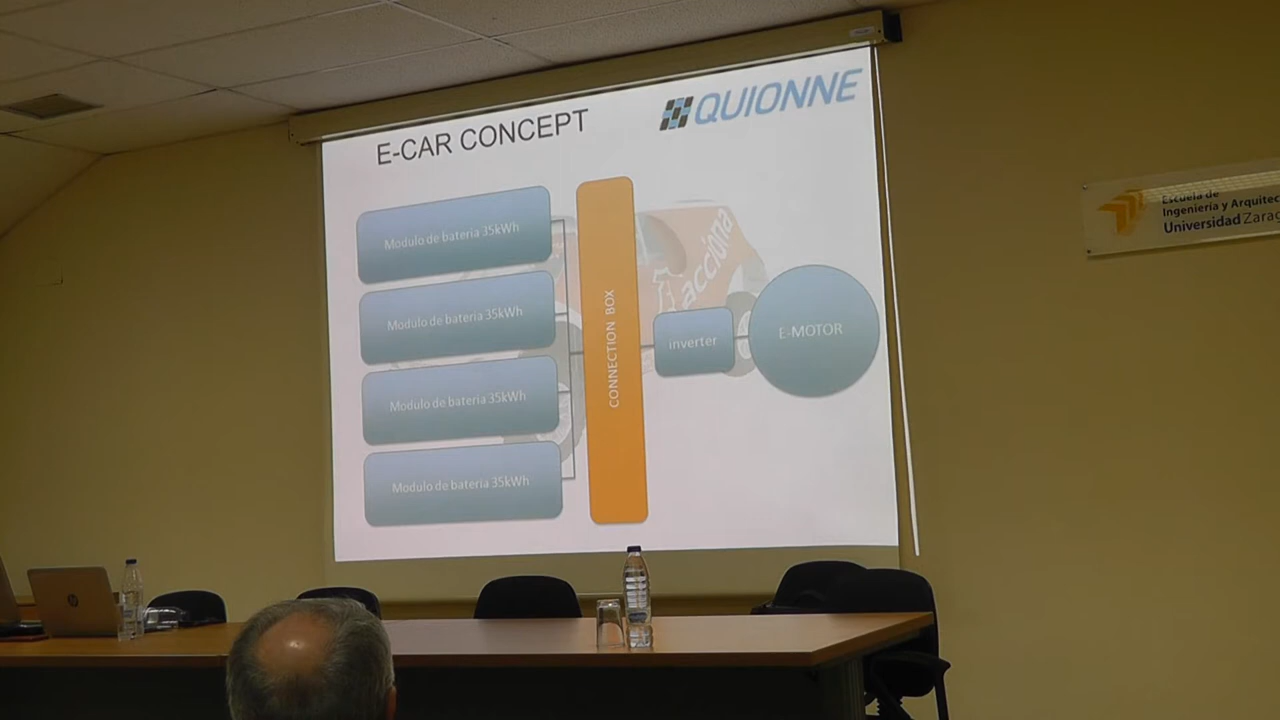 E-CAR CONCEPT
QUIONNE
Modulo de bateria 35kWh
Modulo de bateria 35kWh
Modulo de bateria 35kWh
Modulo de bateria 35kWh
CONNECTION BOX
acciona
inverter
E-MOTOR
Escuela de
Ingeniería y Arquitec
Universidad Zarag
hp